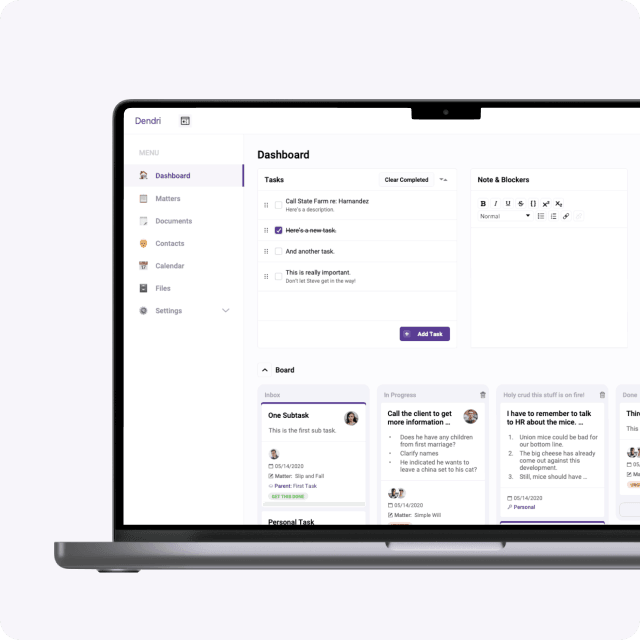 Dendri
MENU
Dashboard
Matters
Documents
Contacts
Calendar
Files
Settings
Dashboard
Tasks
Clear Completed
Call State Farm re: Harnandez
Here's a description.
Here's a new task.
And another task.
This is really important.
Don't let Steve get in the way!
Add Task
Note & Blockers
B I U S {} X² X₂
Normal
Board
Inbox
One Subtask
This is the first sub task.
05/14/2020
Matter: Slip and Fall
Parent: First Task
GET THIS DONE
Personal Task
In Progress
Call the client to get
more information ...
Does he have any children
from first marriage?
Clarify names
He indicated he wants to
leave a china set to his cat?
05/14/2020
Matter: Simple Will
Holy crud this stuff is on fire!
I have to remember to talk
to HR about the mice. ...
1. Union mice could be bad for
our bottom line.
2. The big cheese has already
come out against this
development.
3. Still, mice should have ...
05/14/2020
Personal
Done
This